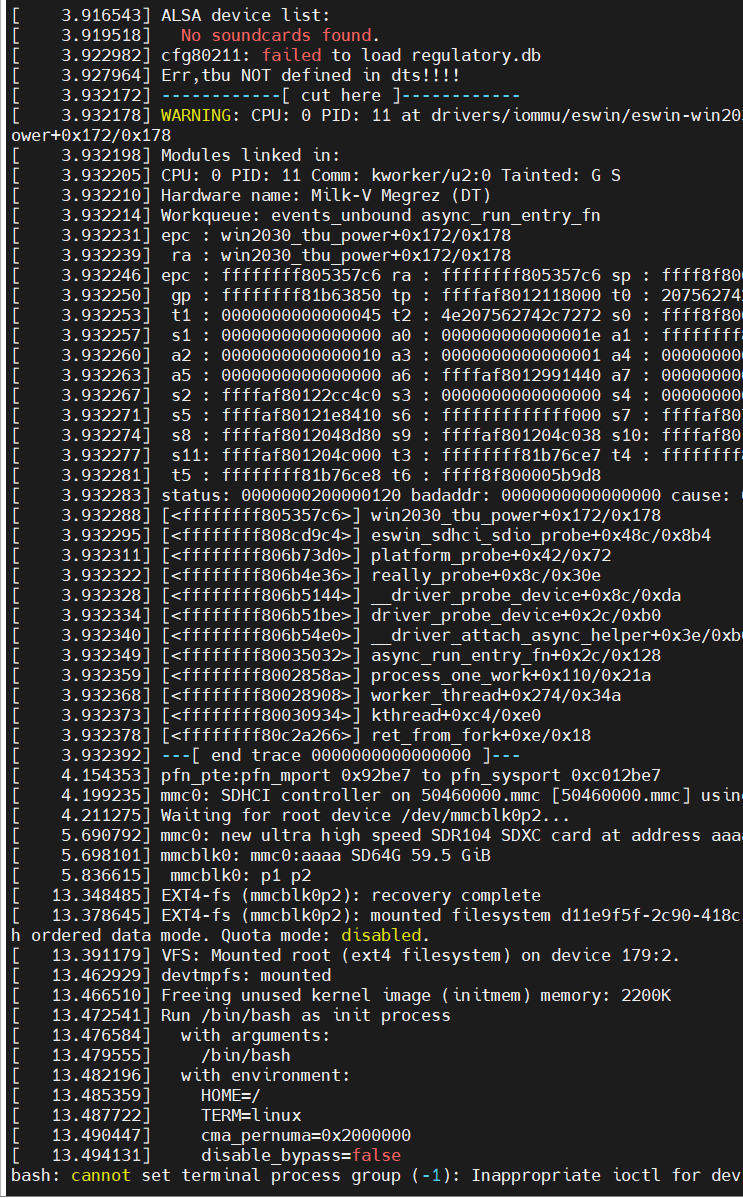 [    3.916543] ALSA device list:
[    3.919518]   No soundcards found.
[    3.922982] cfg80211: failed to load regulatory.db
[    3.927964] Err,tbu NOT defined in dts!!!!
[    3.932172] ------------[ cut here ]------------
[    3.932178] WARNING: CPU: 0 PID: 11 at drivers/iommu/eswin/eswin-win20
ower+0x172/0x178
[    3.932198] Modules linked in:
[    3.932205] CPU: 0 PID: 11 Comm: kworker/u2:0 Tainted: G S
[    3.932210] Hardware name: Milk-V Megrez (DT)
[    3.932214] Workqueue: events_unbound async_run_entry_fn
[    3.932231] epc : win2030_tbu_power+0x172/0x178
[    3.932239]  ra : win2030_tbu_power+0x172/0x178
[    3.932246] epc : ffffffff805357c6 ra : ffffffff805357c6 sp : ffff8f80
[    3.932250]  gp : ffffffff81b63850 tp : ffffaf8012118000 t0 : 207562742
[    3.932253]  t1 : 0000000000000045 t2 : 4e207562742c7272 s0 : ffff8f80
[    3.932257]  s1 : 0000000000000000 a0 : 000000000000001e a1 : ffffffff
[    3.932260]  a2 : 0000000000000010 a3 : 0000000000000001 a4 : 00000000
[    3.932263]  a5 : 0000000000000000 a6 : ffffaf8012991440 a7 : 00000000
[    3.932267]  s2 : ffffaf80122cc4c0 s3 : 0000000000000000 s4 : 00000000
[    3.932271]  s5 : ffffaf80121e8410 s6 : fffffffffffff000 s7 : ffffaf80
[    3.932274]  s8 : ffffaf8012048d80 s9 : ffffaf801204c038 s10: ffffaf80
[    3.932277]  s11: ffffaf801204c000 t3 : ffffffff81b76ce7 t4 : ffffffff
[    3.932281]  t5 : ffffffff81b76ce8 t6 : ffff8f800005b9d8
[    3.932283] status: 0000000200000120 badaddr: 0000000000000000 cause:
[    3.932288] [<ffffffff805357c6>] win2030_tbu_power+0x172/0x178
[    3.932295] [<ffffffff808cd9c4>] eswin_sdhci_sdio_probe+0x48c/0x8b4
[    3.932311] [<ffffffff806b73d0>] platform_probe+0x42/0x72
[    3.932322] [<ffffffff806b4e36>] really_probe+0x8c/0x30e
[    3.932328] [<ffffffff806b5144>] __driver_probe_device+0x8c/0xda
[    3.932334] [<ffffffff806b51be>] driver_probe_device+0x2c/0xb0
[    3.932340] [<ffffffff806b54e0>] __driver_attach_async_helper+0x3e/0xb
[    3.932349] [<ffffffff80035032>] async_run_entry_fn+0x2c/0x128
[    3.932359] [<ffffffff8002858a>] process_one_work+0x110/0x21a
[    3.932368] [<ffffffff80028908>] worker_thread+0x274/0x34a
[    3.932373] [<ffffffff80030934>] kthread+0xc4/0xe0
[    3.932378] [<ffffffff80c2a266>] ret_from_fork+0xe/0x18
[    3.932392] ---[ end trace 0000000000000000 ]---
[    4.154353] pfn_pte:pfn_mport 0x92be7 to pfn_sysport 0xc012be7
[    4.199235] mmc0: SDHCI controller on 50460000.mmc [50460000.mmc] usin
[    4.211275] Waiting for root device /dev/mmcblk0p2...
[    5.690792] mmc0: new ultra high speed SDR104 SDXC card at address aaa
[    5.698101] mmcblk0: mmc0:aaaa SD64G 59.5 GiB
[    5.836615]  mmcblk0: p1 p2
[   13.348485] EXT4-fs (mmcblk0p2): recovery complete
[   13.378645] EXT4-fs (mmcblk0p2): mounted filesystem d11e9f5f-2c90-418c
h ordered data mode. Quota mode: disabled.
[   13.391179] VFS: Mounted root (ext4 filesystem) on device 179:2.
[   13.462929] devtmpfs: mounted
[   13.466510] Freeing unused kernel image (initmem) memory: 2200K
[   13.472541] Run /bin/bash as init process
[   13.476584]   with arguments:
[   13.479555]     /bin/bash
[   13.482196]   with environment:
[   13.485359]     HOME=/
[   13.487722]     TERM=linux
[   13.490447]     cma_pernuma=0x2000000
[   13.494131]     disable_bypass=false
bash: cannot set terminal process group (-1): Inappropriate ioctl for dev